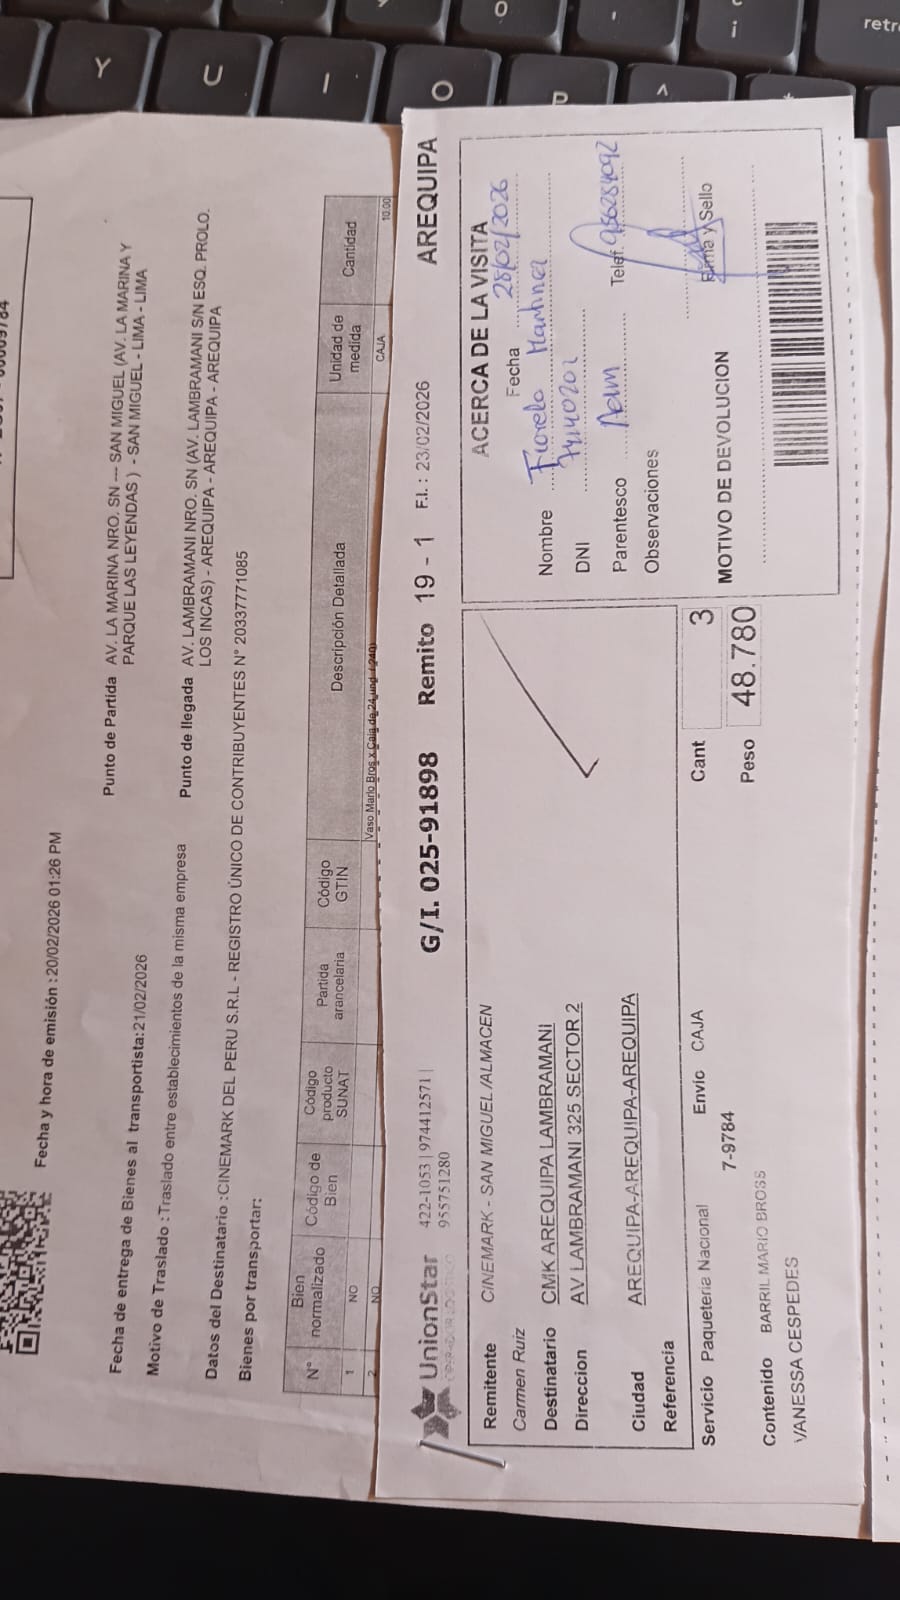 Fecha y hora de emisión : 20/02/2026 01:26 PM
Fecha de entrega de Bienes al transportista:21/02/2026
Motivo de Traslado : Traslado entre establecimientos de la misma empresa
Punto de Partida AV. LA MARINA NRO. SN --- SAN MIGUEL (AV. LA MARINA Y
PARQUE LAS LEYENDAS ) - SAN MIGUEL - LIMA - LIMA
Punto de llegada AV. LAMBRAMANI NRO. SN (AV. LAMBRAMANI S/N ESQ. PROLO.
LOS INCAS) - AREQUIPA - AREQUIPA - AREQUIPA
Datos del Destinatario : CINEMARK DEL PERU S.R.L - REGISTRO ÚNICO DE CONTRIBUYENTES N° 20337771085
Bienes por transportar:
N° Bien normalizado Código de Bien Código producto SUNAT Partida arancelaria Código GTIN Descripción Detallada Unidad de medida Cantidad
1 NO Vaso Mario Bros x Caja de 24 und (240) CAJA 10.00
2 NO
UnionStar 422-1053 | 974412571 |
955751280
G/I. 025-91898 Remito 19 - 1 F.I. : 23/02/2026 AREQUIPA
Remitente CINEMARK - SAN MIGUEL /ALMACEN
Carmen Ruiz
Destinatario CMK AREQUIPA LAMBRAMANI
Direccion AV LAMBRAMANI 325 SECTOR 2
Ciudad AREQUIPA-AREQUIPA-AREQUIPA
Referencia
Servicio Paqueteria Nacional Envio CAJA Cant 3
7-9784 Peso 48.780
Contenido BARRIL MARIO BROSS
VANESSA CESPEDES
ACERCA DE LA VISITA
Fecha 28/02/2026
Nombre Fiorela
DNI 74140201
Parentesco Adm Telef. 956284092
Observaciones
Firma y Sello
MOTIVO DE DEVOLUCION
Y
U
I
O
P
retr